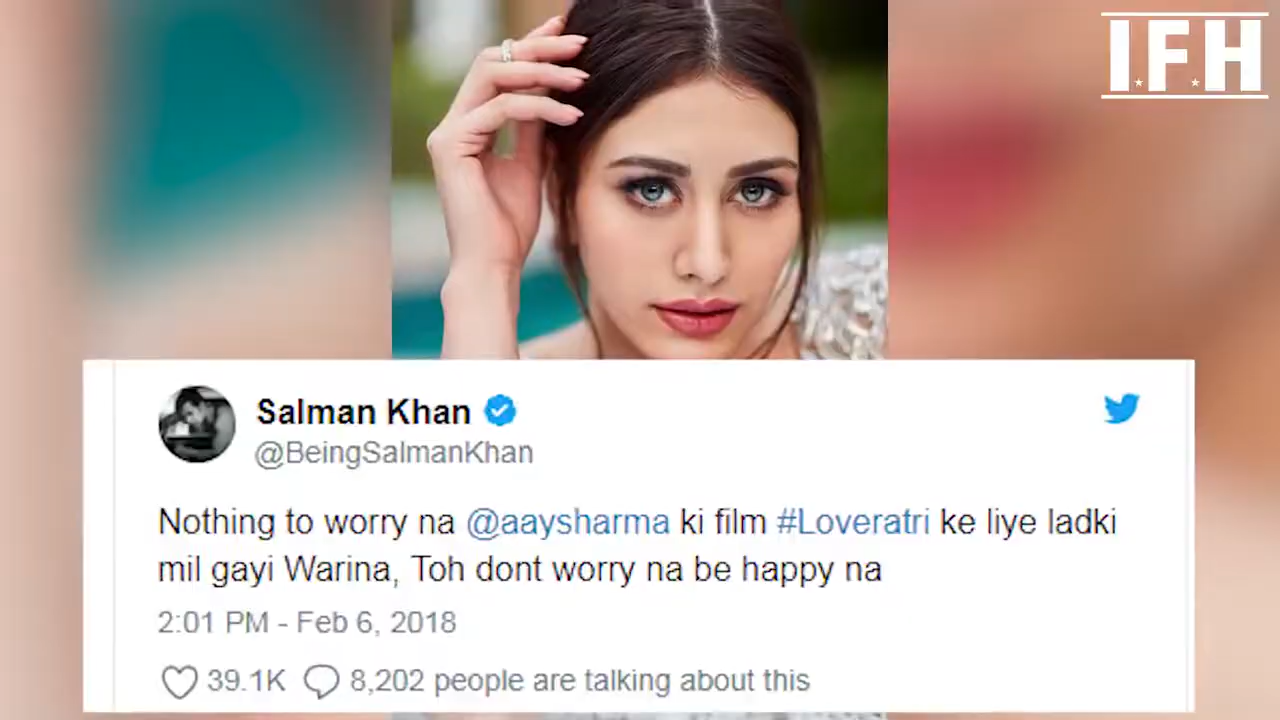 I.F.H
Salman Khan
@BeingSalmanKhan
Nothing to worry na @aaysharma ki film #Loveratri ke liye ladki
mil gayi Warina, Toh dont worry na be happy na
2:01 PM - Feb 6, 2018
39.1K 8,202 people are talking about this